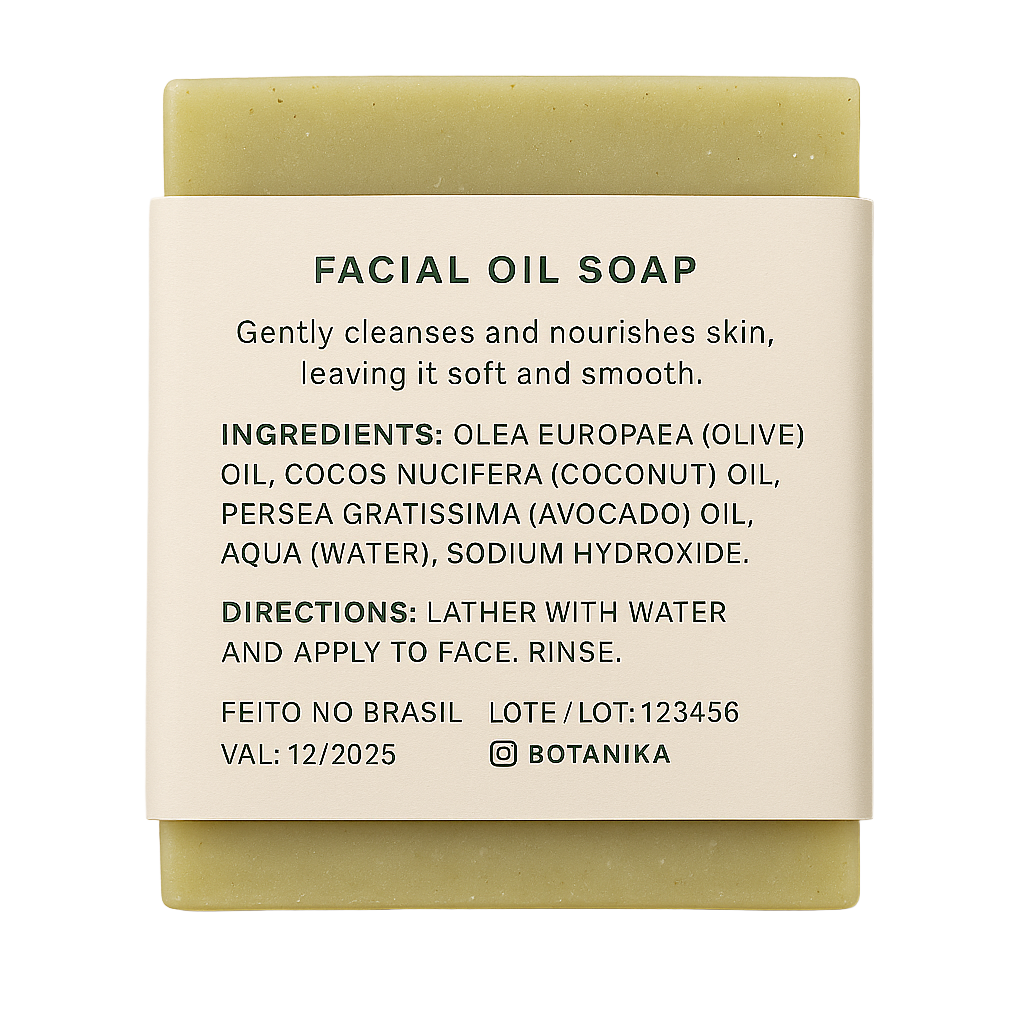 FACIAL OIL SOAP
Gently cleanses and nourishes skin,
leaving it soft and smooth.
INGREDIENTS: OLEA EUROPAEA (OLIVE)
OIL, COCOS NUCIFERA (COCONUT) OIL,
PERSEA GRATISSIMA (AVOCADO) OIL,
AQUA (WATER), SODIUM HYDROXIDE.
DIRECTIONS: LATHER WITH WATER
AND APPLY TO FACE. RINSE.
FEITO NO BRASIL LOTE / LOT: 123456
VAL: 12/2025 BOTANIKA